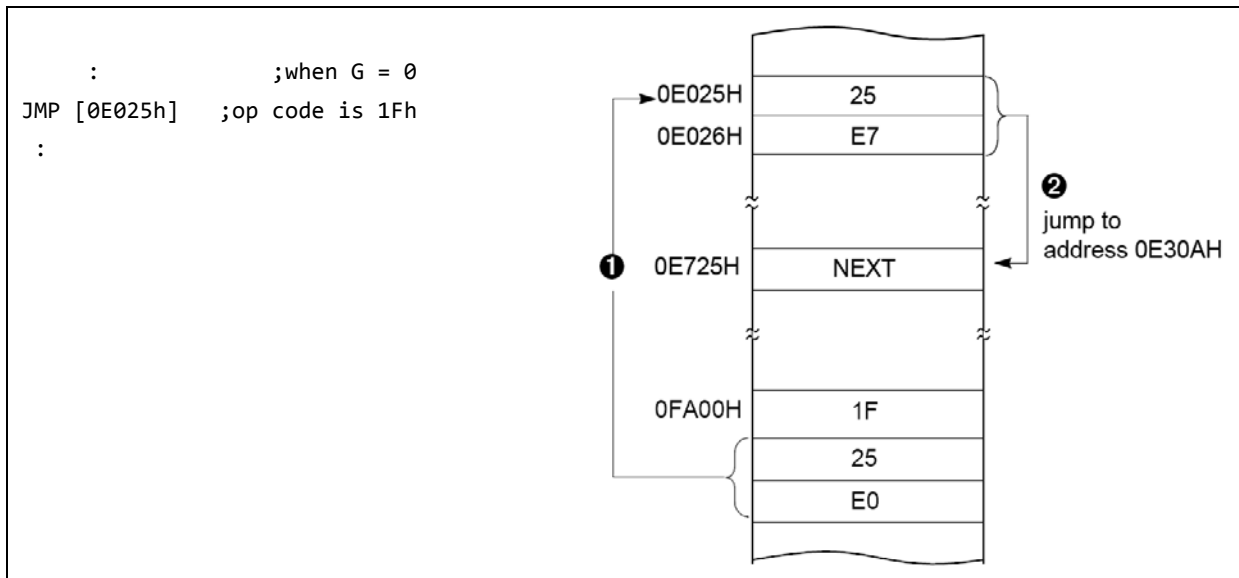 : ;when G = 0
JMP [0E025h] ;op code is 1Fh
:
0E025H 25
0E026H E7
❷
jump to
address 0E30AH
❶ 0E725H NEXT
0FA00H 1F
25
E0